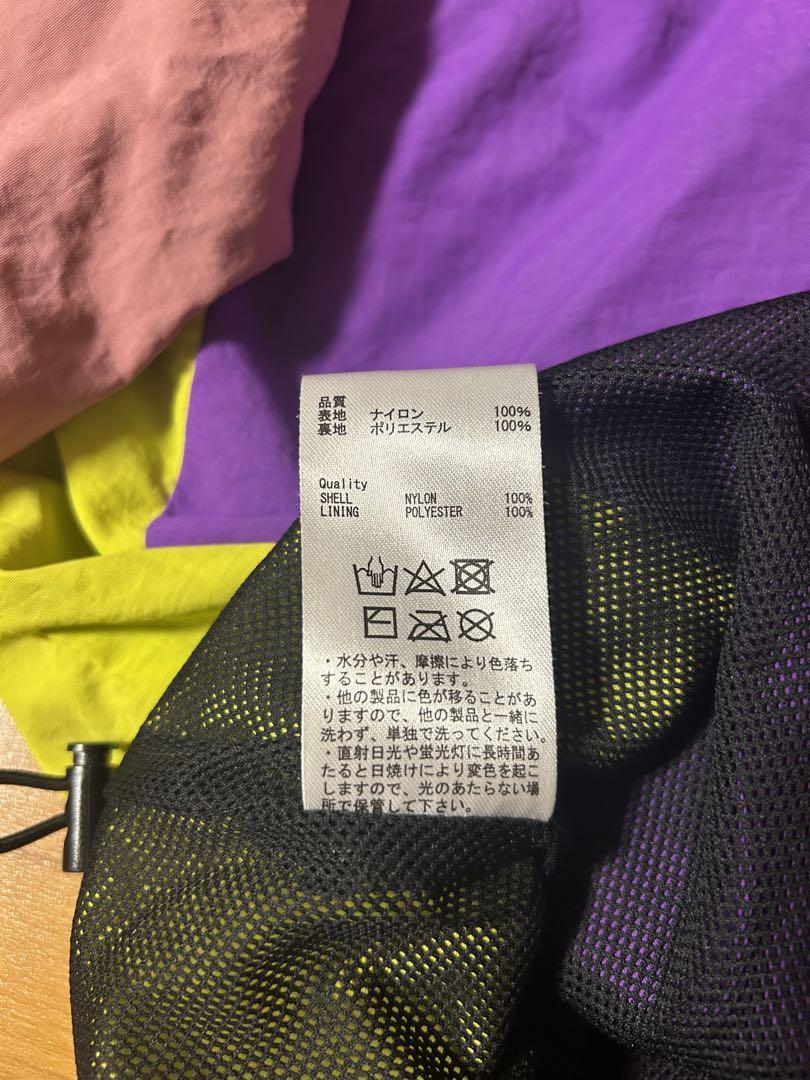 品質
表地 ナイロン 100%
裏地 ポリエステル 100%
Quality
SHELL NYLON 100%
LINING POLYESTER 100%
・水分や汗、摩擦により色落ち
することがあります。
・他の製品に色が移ることがあ
りますので、他の製品と一緒に
洗わず、単独で洗ってください。
・直射日光や蛍光灯に長時間あ
たると日焼けにより変色を起こ
しますので、光のあたらない場
所で保管して下さい。